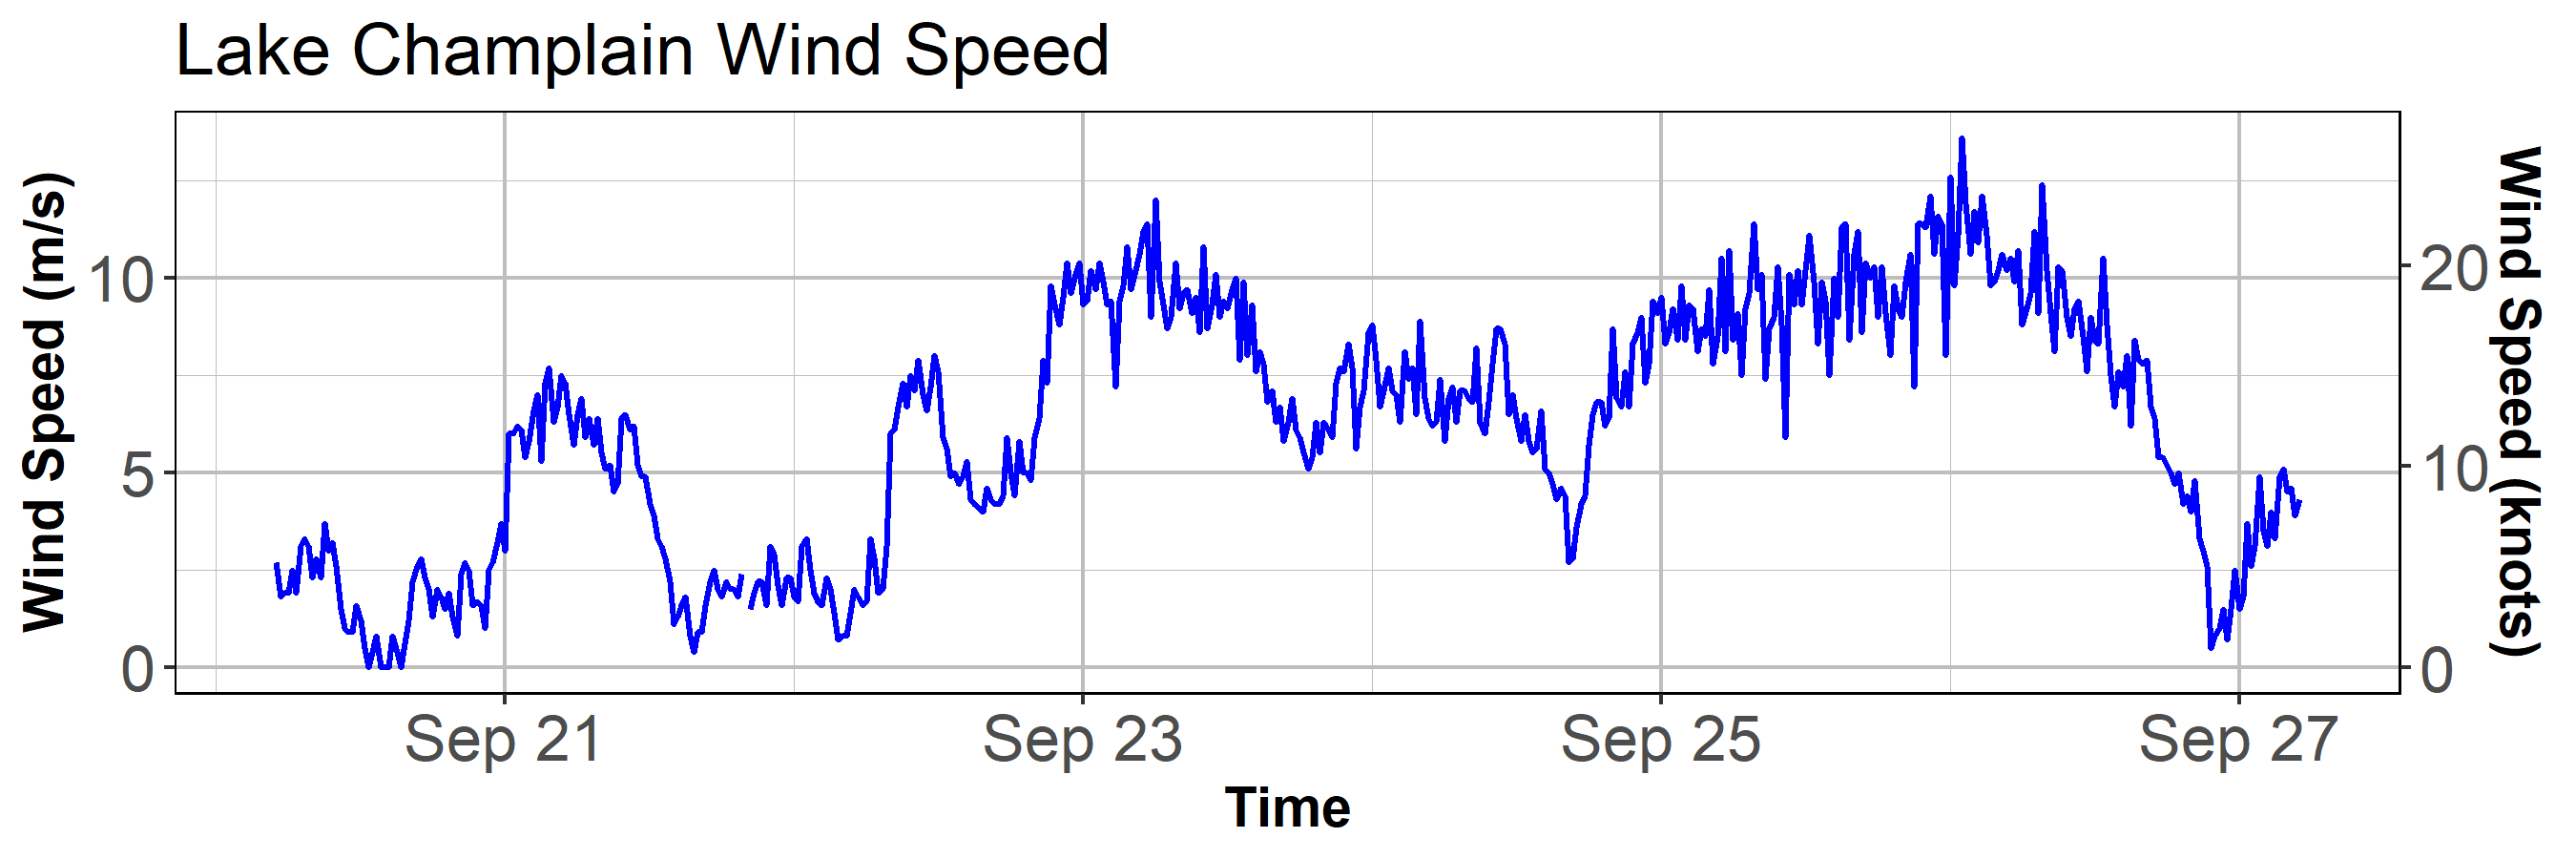 Lake Champlain Wind Speed
Wind Speed (m/s)
10
5
0
20
10
0
Wind Speed (knots)
Sep 21
Sep 23
Sep 25
Sep 27
Time